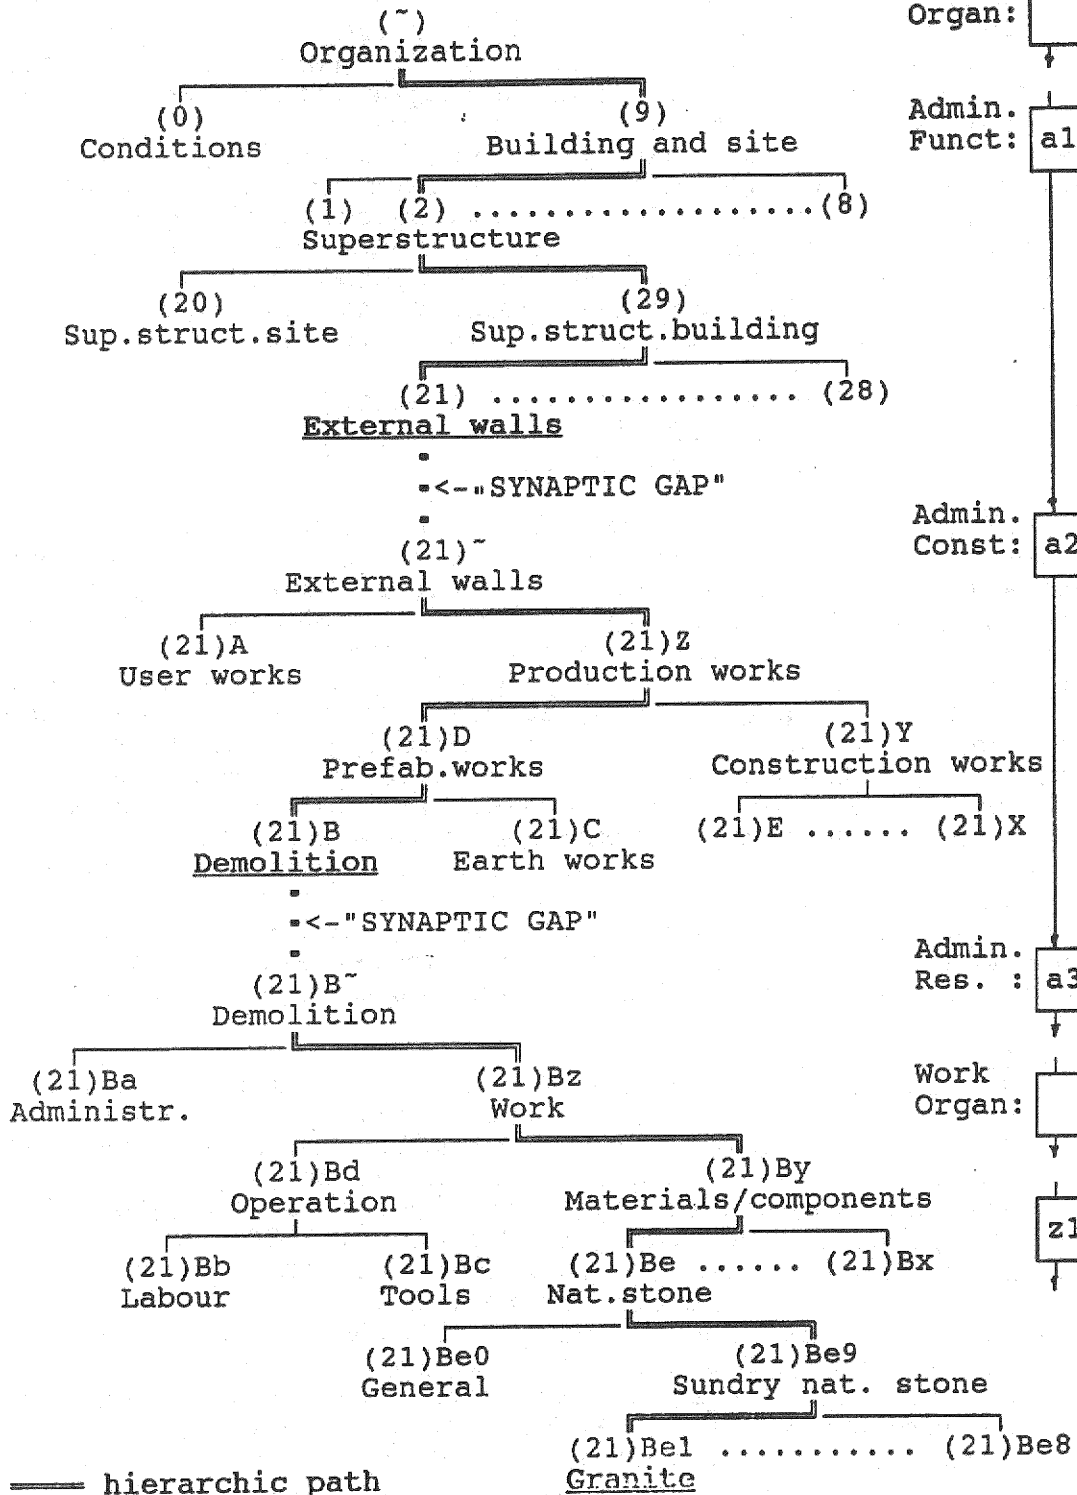 (~)
Organization
Organ:
(0) (9)
Conditions Building and site
Admin.
Funct: a1
(1) (2) ...................(8)
Superstructure
(20) (29)
Sup.struct.site Sup.struct.building
(21) ................. (28)
External walls
<-"SYNAPTIC GAP"
(21)~
External walls
Admin.
Const: a2
(21)A (21)Z
User works Production works
(21)D (21)Y
Prefab.works Construction works
(21)B (21)C (21)E ...... (21)X
Demolition Earth works
<-"SYNAPTIC GAP"
(21)B~
Demolition
Admin.
Res. : a3
(21)Ba (21)Bz
Administr. Work
Work
Organ:
(21)Bd (21)By
Operation Materials/components
z1
(21)Bb (21)Bc (21)Be ...... (21)Bx
Labour Tools Nat.stone
(21)Be0 (21)Be9
General Sundry nat. stone
(21)Be1 ........... (21)Be8
Granite
hierarchic path